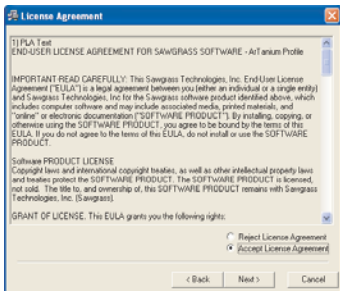 License Agreement
1) PLA Text
END-USER LICENSE AGREEMENT FOR SAWGRASS SOFTWARE - ArTanium Profile
IMPORTANT-READ CAREFULLY: This Sawgrass Technologies, Inc. End-User License
Agreement ("EULA") is a legal agreement between you (either an individual or a single entity)
and Sawgrass Technologies, Inc for the Sawgrass software product identified above, which
includes computer software and may include associated media, printed materials, and
"online" or electronic documentation ("SOFTWARE PRODUCT"). By installing, copying, or
otherwise using the SOFTWARE PRODUCT, you agree to be bound by the terms of this
EULA. If you do not agree to the terms of this EULA, do not install or use the SOFTWARE
PRODUCT.
Software PRODUCT LICENSE
Copyright laws and international copyright treaties, as well as other intellectual property laws
and treaties protect the SOFTWARE PRODUCT. The SOFTWARE PRODUCT is licensed,
not sold. The title to, and ownership of, this SOFTWARE PRODUCT remains with Sawgrass
Technologies, Inc. (Sawgrass).
GRANT OF LICENSE. This EULA grants you the following rights:
Reject License Agreement
Accept License Agreement
< Back Next > Cancel